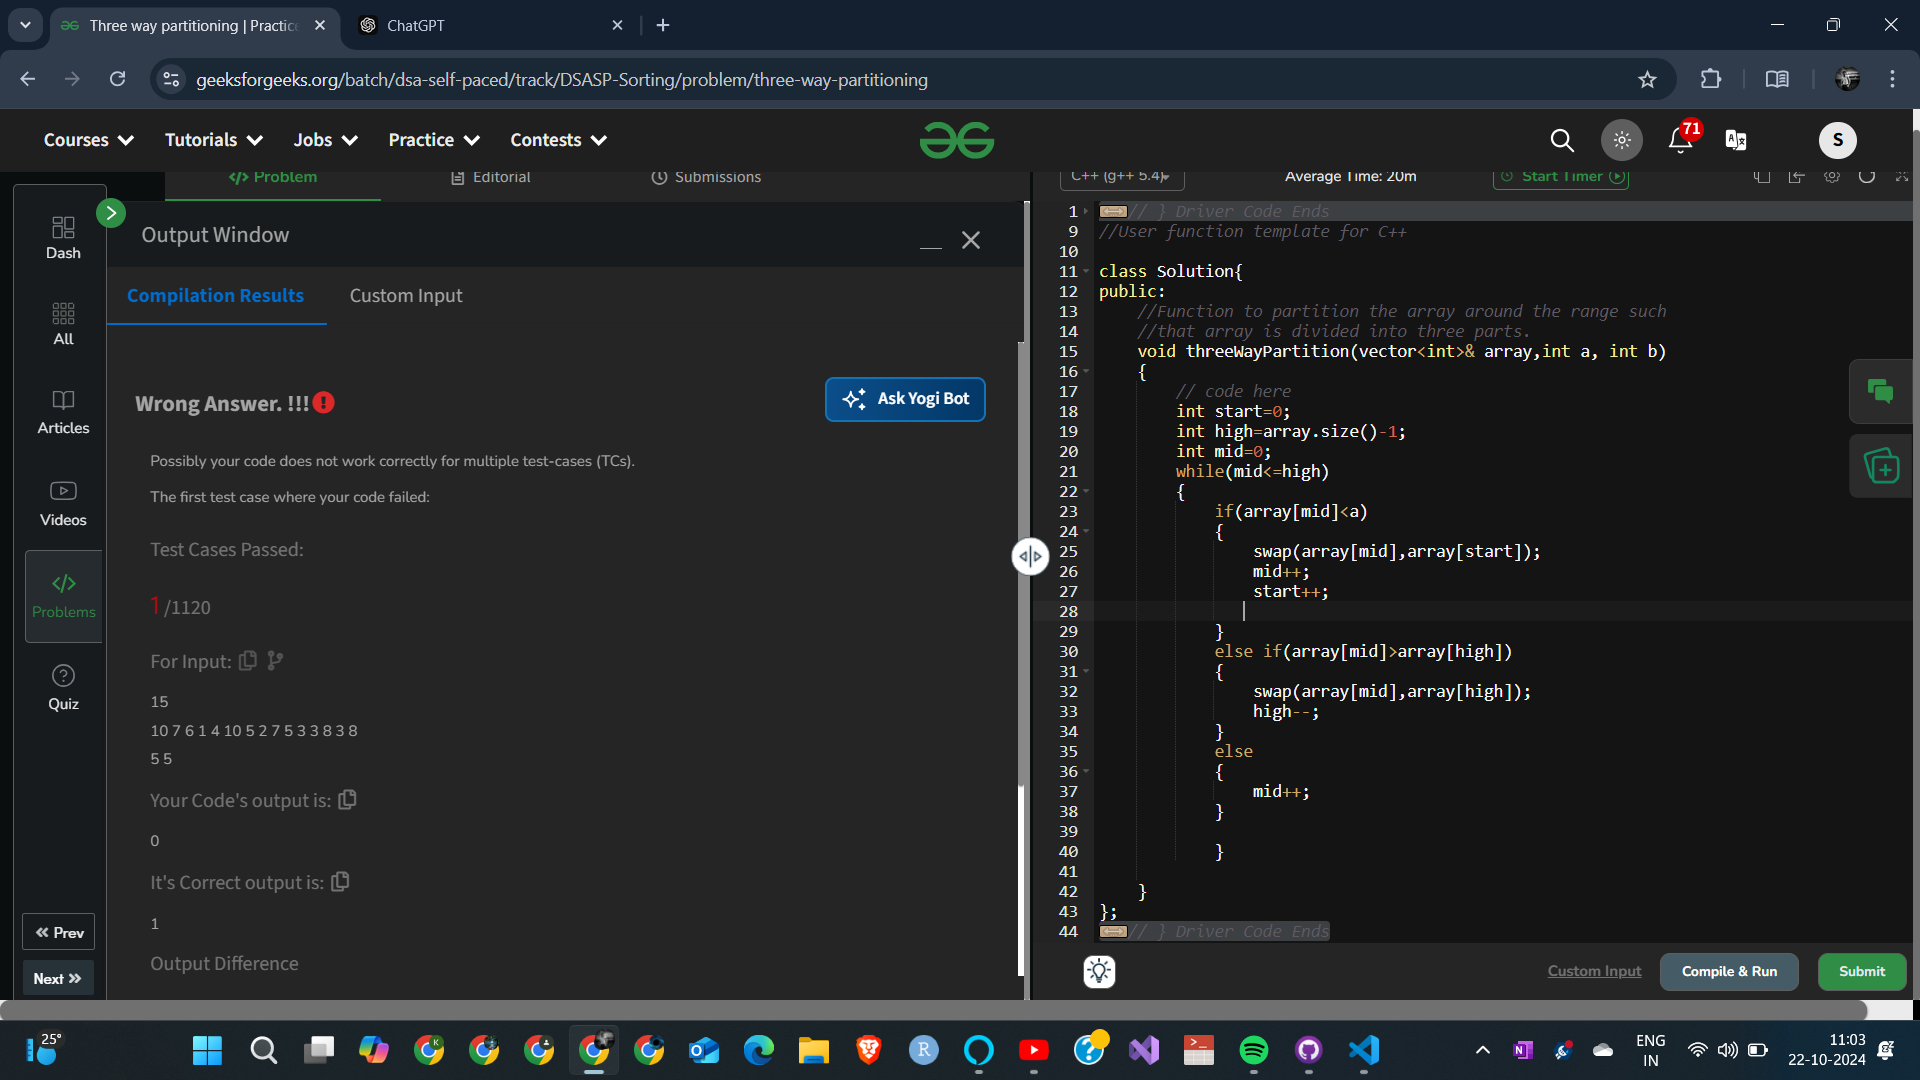 Three way partitioning | Practic
ChatGPT
geeksforgeeks.org/batch/dsa-self-paced/track/DSASP-Sorting/problem/three-way-partitioning
Courses
Tutorials
Jobs
Practice
Contests
71
S
Problem
Editorial
Submissions
C++ (g++ 5.4)
Average Time: 20m
Start Timer
Dash
All
Articles
Videos
Problems
Quiz
Prev
Next
Output Window
Compilation Results
Custom Input
Wrong Answer. !!!
Ask Yogi Bot
Possibly your code does not work correctly for multiple test-cases (TCs).
The first test case where your code failed:
Test Cases Passed:
1 /1120
For Input:
15
10 7 6 1 4 10 5 2 7 5 3 3 8 3 8
5 5
Your Code's output is:
0
It's Correct output is:
1
Output Difference
1 // } Driver Code Ends
9 //User function template for C++
10
11 class Solution{
12 public:
13 //Function to partition the array around the range such
14 //that array is divided into three parts.
15 void threeWayPartition(vector<int>& array,int a, int b)
16 {
17 // code here
18 int start=0;
19 int high=array.size()-1;
20 int mid=0;
21 while(mid<=high)
22 {
23 if(array[mid]<a)
24 {
25 swap(array[mid],array[start]);
26 mid++;
27 start++;
28
29 }
30 else if(array[mid]>array[high])
31 {
32 swap(array[mid],array[high]);
33 high--;
34 }
35 else
36 {
37 mid++;
38 }
39
40 }
41
42 }
43 };
44 // } Driver Code Ends
Custom Input
Compile & Run
Submit
25°
ENG
IN
11:03
22-10-2024